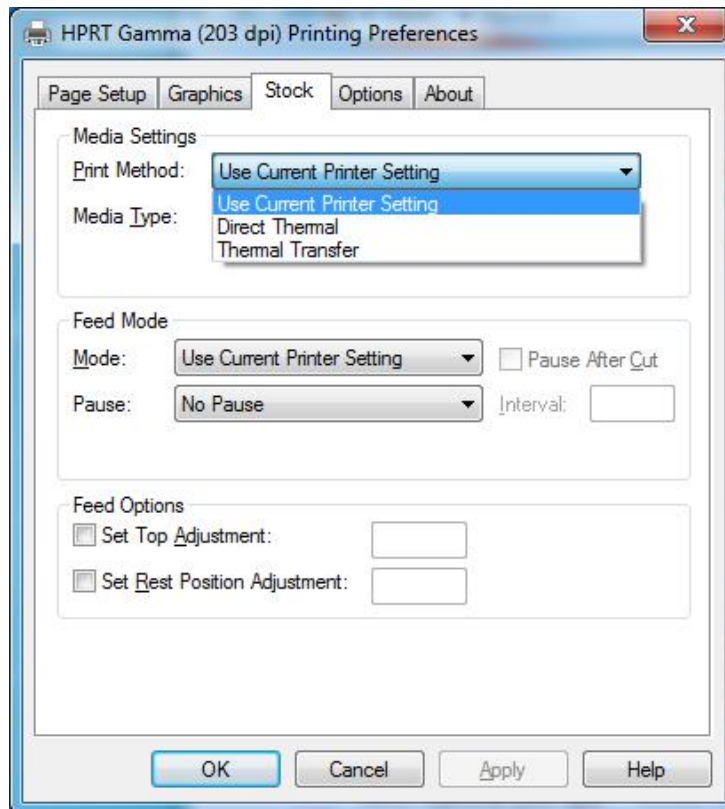 HPRT Gamma (203 dpi) Printing Preferences
Page Setup Graphics Stock Options About
Media Settings
Print Method: Use Current Printer Setting
Use Current Printer Setting
Media Type: Direct Thermal
Thermal Transfer
Feed Mode
Mode: Use Current Printer Setting Pause After Cut
Pause: No Pause Interval:
Feed Options
Set Top Adjustment:
Set Rest Position Adjustment:
OK Cancel Apply Help